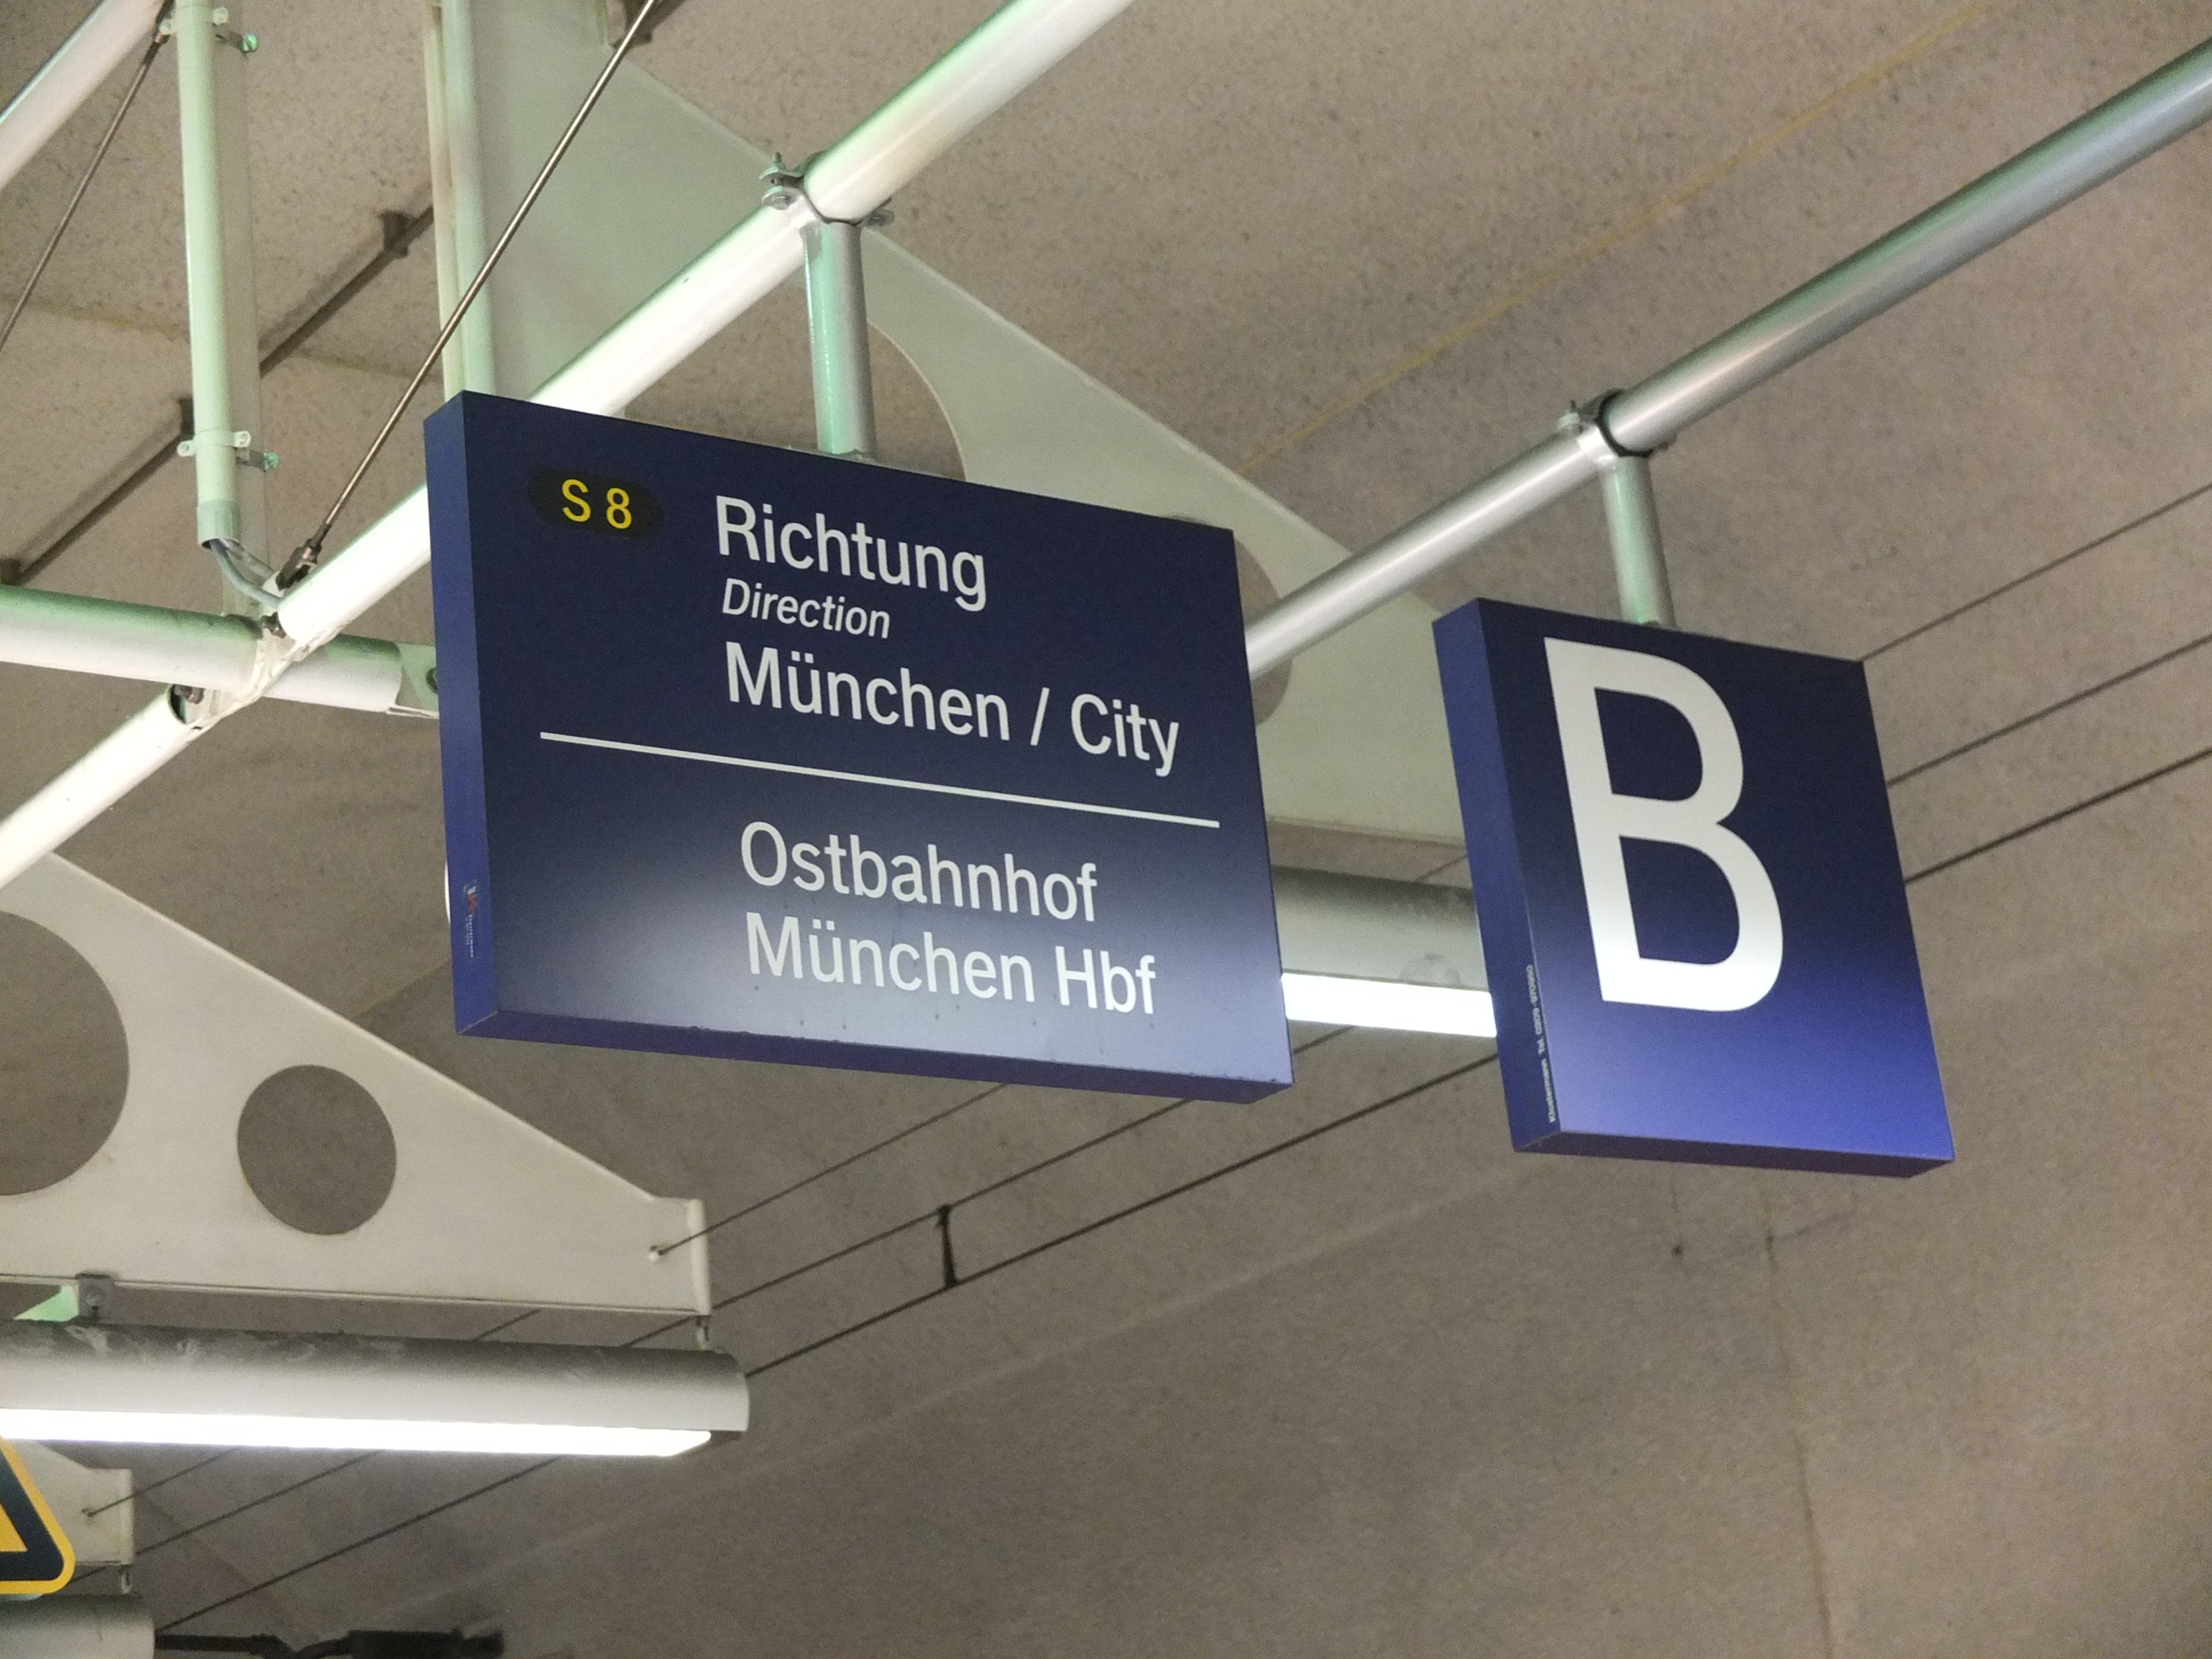 S 8
Richtung
Direction
München / City
Ostbahnhof
München Hbf
B